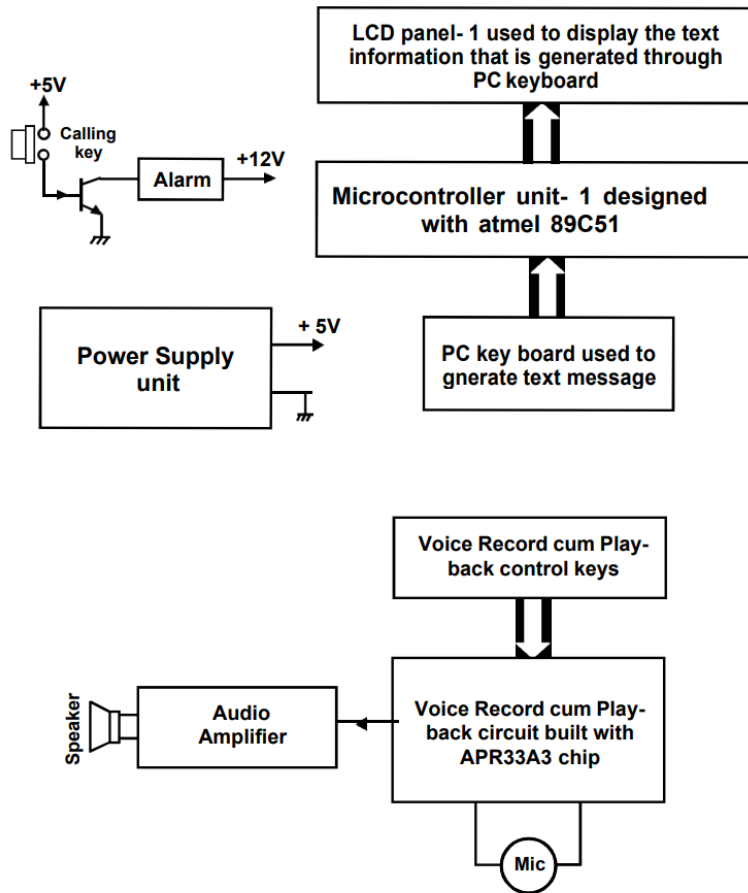 LCD panel- 1 used to display the text
information that is generated through
PC keyboard
+5V
Calling
key
Alarm
+12V
Microcontroller unit- 1 designed
with atmel 89C51
Power Supply
unit
+ 5V
PC key board used to
gnerate text message
Voice Record cum Play-
back control keys
Speaker
Audio
Amplifier
Voice Record cum Play-
back circuit built with
APR33A3 chip
Mic